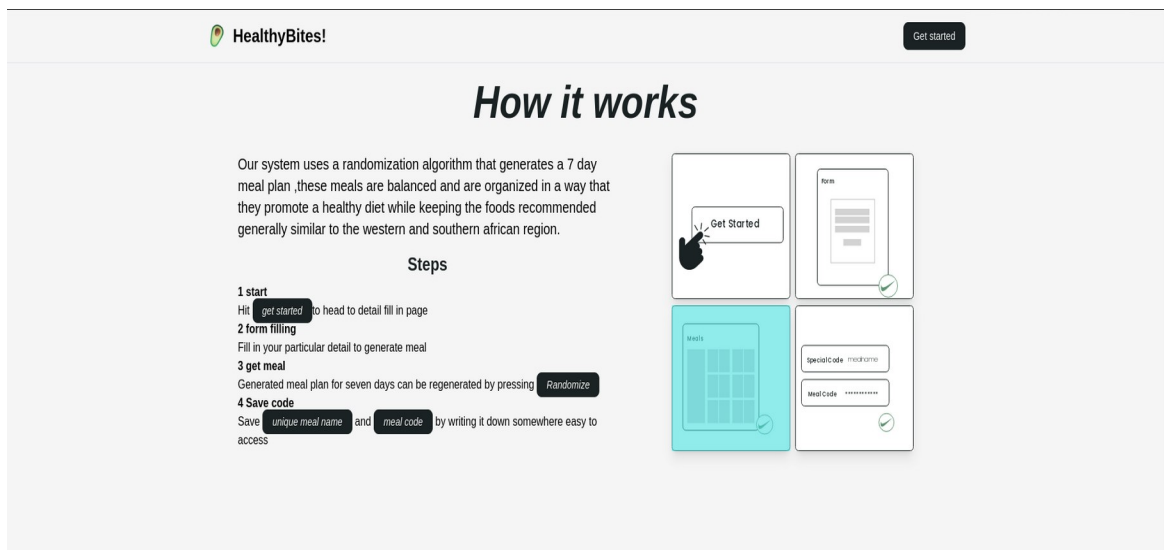 HealthyBites!
Get started
How it works
Our system uses a randomization algorithm that generates a 7 day
meal plan ,these meals are balanced and are organized in a way that
they promote a healthy diet while keeping the foods recommended
generally similar to the western and southern african region.
Steps
1 start
Hit get started to head to detail fill in page
2 form filling
Fill in your particular detail to generate meal
3 get meal
Generated meal plan for seven days can be regenerated by pressing Randomize
4 Save code
Save unique meal name and meal code by writing it down somewhere easy to
access
Get Started
Form
Meals
SpecialCode mealname
Meal Code ************